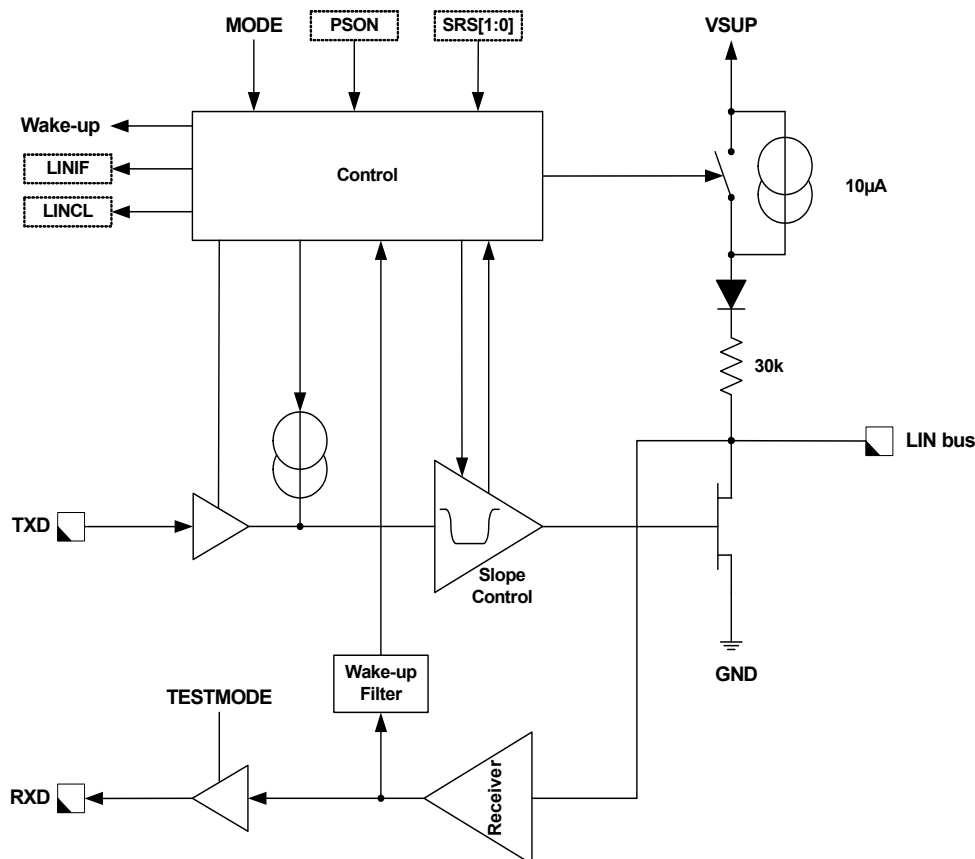 MODE
PSON
SRS[1:0]
VSUP
Wake-up
LINIF
LINCL
Control
10µA
30k
LIN bus
TXD
Slope
Control
GND
Wake-up
Filter
TESTMODE
RXD
Receiver